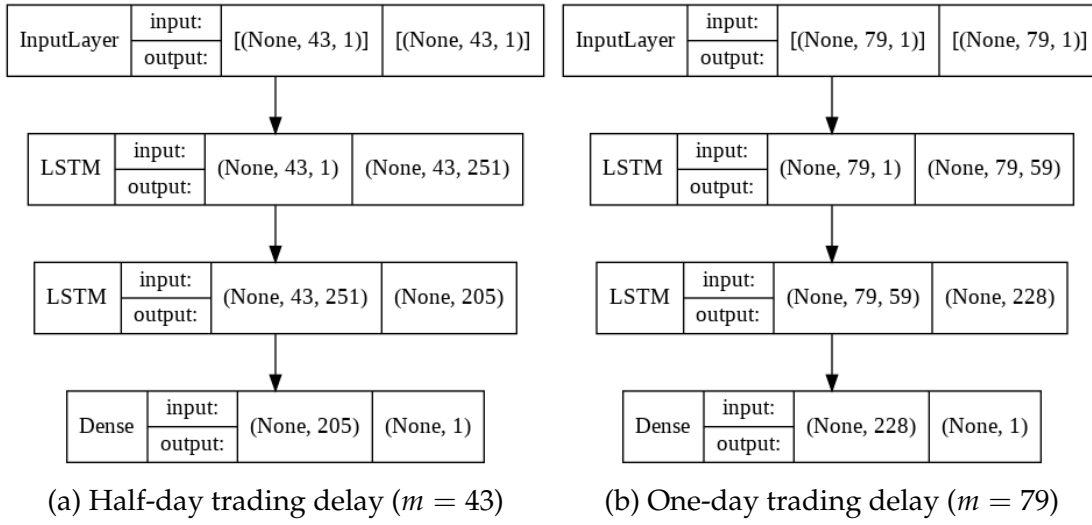 InputLayer input: output: [(None, 43, 1)] [(None, 43, 1)]
LSTM input: output: (None, 43, 1) (None, 43, 251)
LSTM input: output: (None, 43, 251) (None, 205)
Dense input: output: (None, 205) (None, 1)
(a) Half-day trading delay (m = 43)
InputLayer input: output: [(None, 79, 1)] [(None, 79, 1)]
LSTM input: output: (None, 79, 1) (None, 79, 59)
LSTM input: output: (None, 79, 59) (None, 228)
Dense input: output: (None, 228) (None, 1)
(b) One-day trading delay (m = 79)